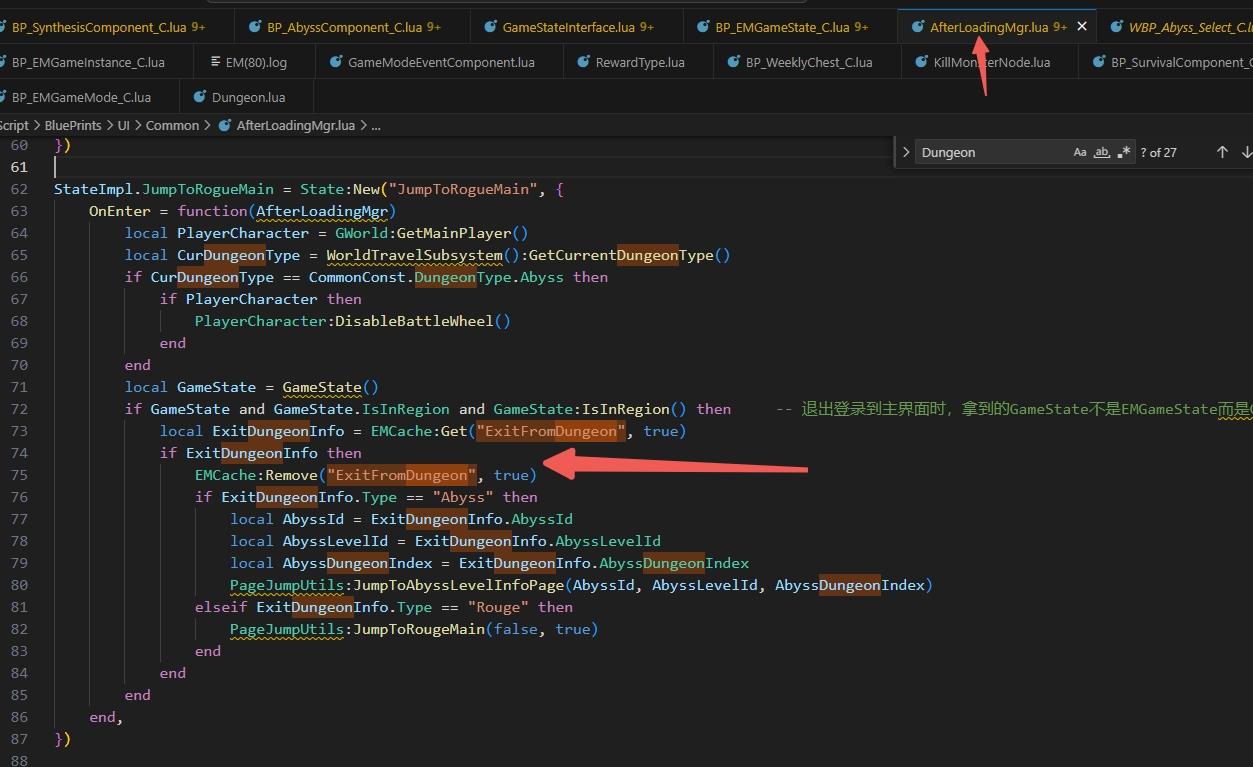 BP_SynthesisComponent_C.lua 9+ BP_AbyssComponent_C.lua 9+ GameStateInterface.lua 9+ BP_EMGameState_C.lua 9+ AfterLoadingMgr.lua 9+ WBP_Abyss_Select_C.lu
BP_EMGameInstance_C.lua EM(80).log GameModeEventComponent.lua RewardType.lua BP_WeeklyChest_C.lua KillMonsterNode.lua BP_SurvivalComponent_C
BP_EMGameMode_C.lua Dungeon.lua
Script > BluePrints > UI > Common > AfterLoadingMgr.lua > ...
Dungeon Aa ab .* ? of 27
60 })
61
62 StateImpl.JumpToRogueMain = State:New("JumpToRogueMain", {
63 OnEnter = function(AfterLoadingMgr)
64 local PlayerCharacter = GWorld:GetMainPlayer()
65 local CurDungeonType = WorldTravelSubsystem():GetCurrentDungeonType()
66 if CurDungeonType == CommonConst.DungeonType.Abyss then
67 if PlayerCharacter then
68 PlayerCharacter:DisableBattleWheel()
69 end
70 end
71 local GameState = GameState()
72 if GameState and GameState.IsInRegion and GameState:IsInRegion() then -- 退出登录到主界面时，拿到的GameState不是EMGameState而是G
73 local ExitDungeonInfo = EMCache:Get("ExitFromDungeon", true)
74 if ExitDungeonInfo then
75 EMCache:Remove("ExitFromDungeon", true)
76 if ExitDungeonInfo.Type == "Abyss" then
77 local AbyssId = ExitDungeonInfo.AbyssId
78 local AbyssLevelId = ExitDungeonInfo.AbyssLevelId
79 local AbyssDungeonIndex = ExitDungeonInfo.AbyssDungeonIndex
80 PageJumpUtils:JumpToAbyssLevelInfoPage(AbyssId, AbyssLevelId, AbyssDungeonIndex)
81 elseif ExitDungeonInfo.Type == "Rouge" then
82 PageJumpUtils:JumpToRougeMain(false, true)
83 end
84 end
85 end
86 end,
87 })
88